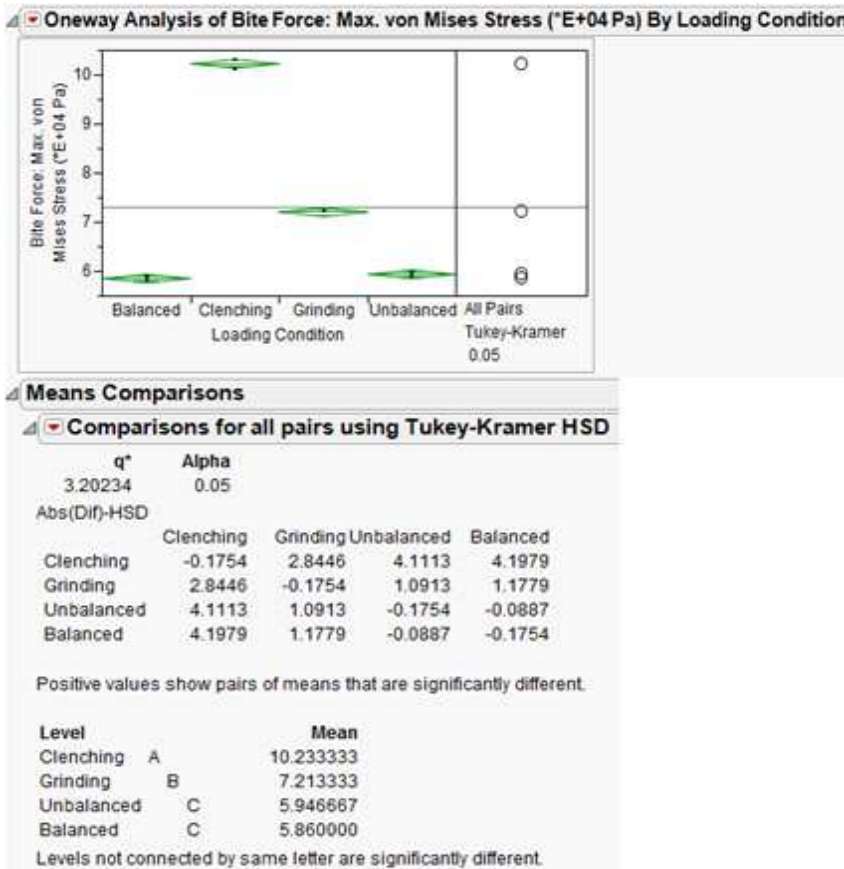 Oneway Analysis of Bite Force: Max. von Mises Stress (*E+04 Pa) By Loading Condition
Bite Force: Max. von
Mises Stress (*E+04 Pa)
10
9
8
7
6
Balanced Clenching Grinding Unbalanced All Pairs
Loading Condition Tukey-Kramer
0.05
Means Comparisons
Comparisons for all pairs using Tukey-Kramer HSD
q* Alpha
3.20234 0.05
Abs(Dif)-HSD
Clenching Grinding Unbalanced Balanced
Clenching -0.1754 2.8446 4.1113 4.1979
Grinding 2.8446 -0.1754 1.0913 1.1779
Unbalanced 4.1113 1.0913 -0.1754 -0.0887
Balanced 4.1979 1.1779 -0.0887 -0.1754
Positive values show pairs of means that are significantly different.
Level Mean
Clenching A 10.233333
Grinding B 7.213333
Unbalanced C 5.946667
Balanced C 5.860000
Levels not connected by same letter are significantly different.